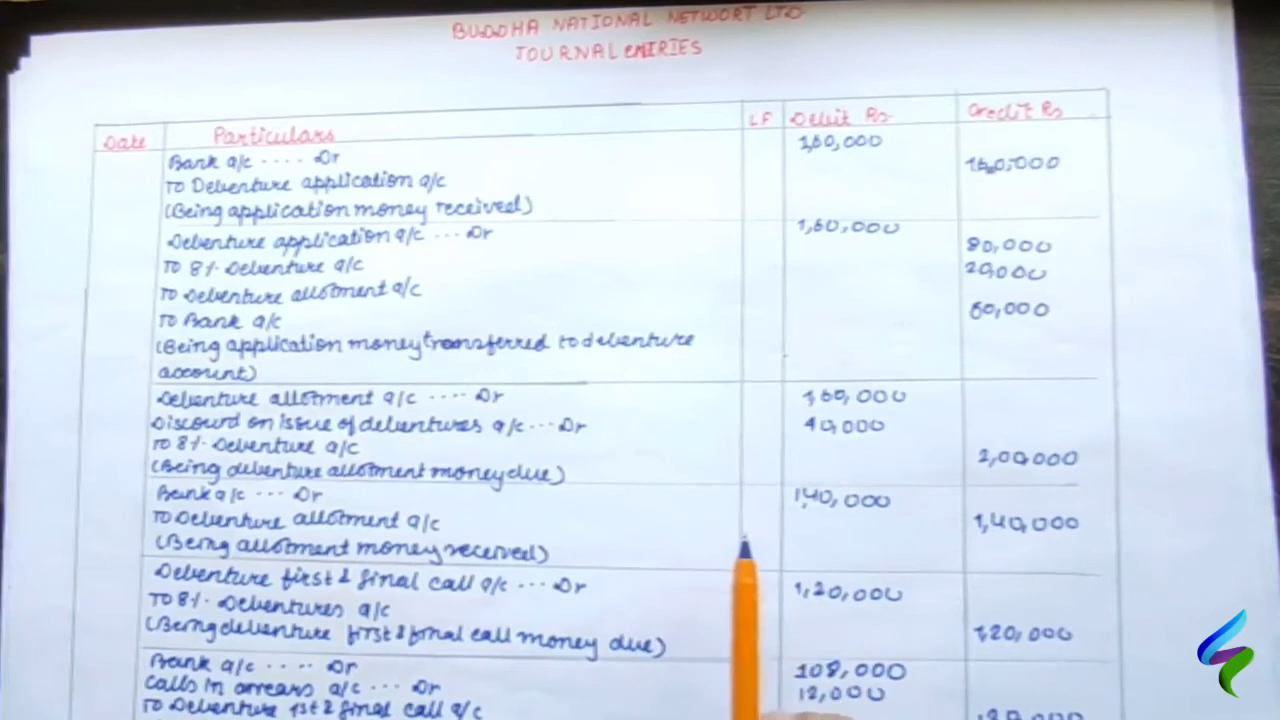 BUDDHA NATIONAL NETWORT LTD
JOURNAL ENTRIES
Date Particulars LF Debit Rs Credit Rs
Bank a/c .... Dr 1,60,000
To Debenture application a/c 1,60,000
(Being application money received)
Debenture application a/c ... Dr 1,60,000
To 8% Debenture a/c 80,000
To Debenture allotment a/c 20,000
To Bank a/c 60,000
(Being application money transferred to debenture
account)
Debenture allotment a/c .... Dr 1,60,000
Discound on issue of debentures a/c ... Dr 40,000
To 8% Debenture a/c 2,00,000
(Being debenture allotment money due)
Bank a/c ... Dr 1,40,000
To Debenture allotment a/c 1,40,000
(Being allotment money received)
Debenture first & final call a/c ... Dr 1,20,000
To 8% Debentures a/c
(Being debenture first & final call money due) 1,20,000
Bank a/c .... Dr 108,000
Calls in arrears a/c ... Dr 12,000
To Debenture 1st & final call a/c